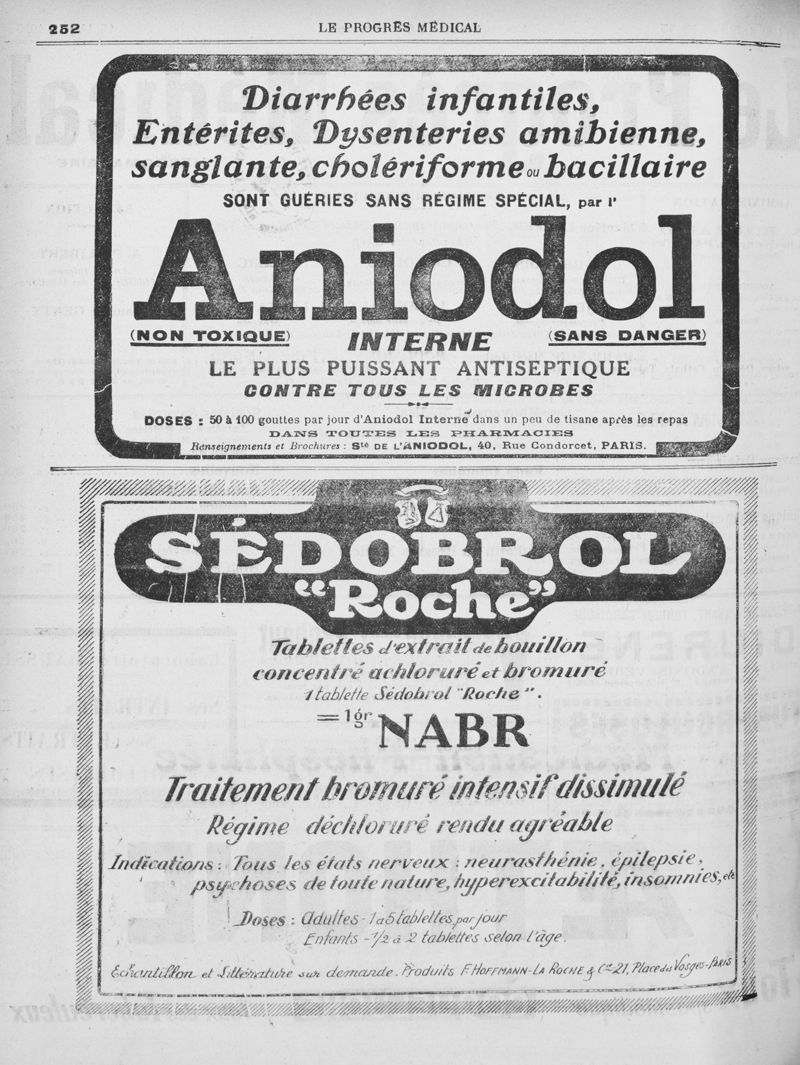 252
LE PROGRÈS MÉDICAL
Diarrhées infantiles,
Entérites, Dysenteries amibienne,
sanglante, cholériforme ou bacillaire
SONT GUÉRIES SANS RÉGIME SPÉCIAL, par l'
Aniodol
(NON TOXIQUE) INTERNE (SANS DANGER)
LE PLUS PUISSANT ANTISEPTIQUE
CONTRE TOUS LES MICROBES
DOSES : 50 à 100 gouttes par jour d'Aniodol Interne dans un peu de tisane après les repas
DANS TOUTES LES PHARMACIES
Renseignements et Brochures : Sté DE L'ANIODOL, 40, Rue Condorcet, PARIS.
SÉDOBROL
"Roche"
Tablettes d'extrait de bouillon
concentré achloruré et bromuré
1 tablette Sédobrol "Roche".
= 1gr NABR
Traitement bromuré intensif dissimulé
Régime déchloruré rendu agréable
Indications : Tous les états nerveux : neurasthénie, épilepsie,
psychoses de toute nature, hyperexcitabilité, insomnies, etc
Doses : Adultes - 1 à 5 tablettes par jour
Enfants - 1/2 à 2 tablettes selon l'âge.
Echantillon et Littérature sur demande. Produits F. HOFFMANN-LA ROCHE & Cie 21, Place des Vosges-PARIS